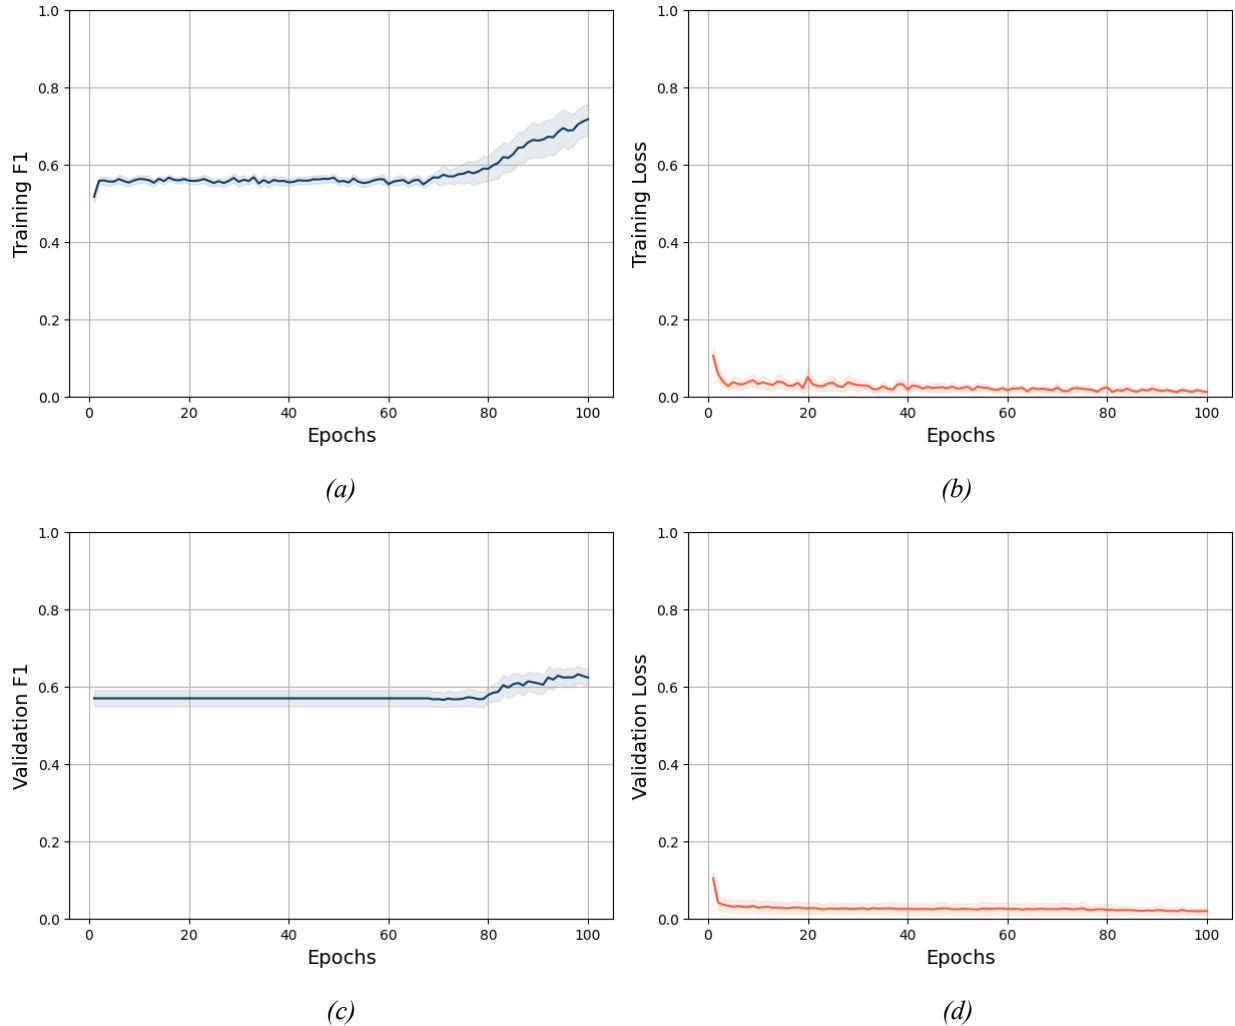 1.0 1.0
0.8 0.8
0.6 0.6
0.4 0.4
0.2 0.2
0.0 0.0
Training F1
Training Loss
0 20 40 60 80 100 0 20 40 60 80 100
Epochs Epochs
(a) (b)
1.0 1.0
0.8 0.8
0.6 0.6
0.4 0.4
0.2 0.2
0.0 0.0
Validation F1
Validation Loss
0 20 40 60 80 100 0 20 40 60 80 100
Epochs Epochs
(c) (d)